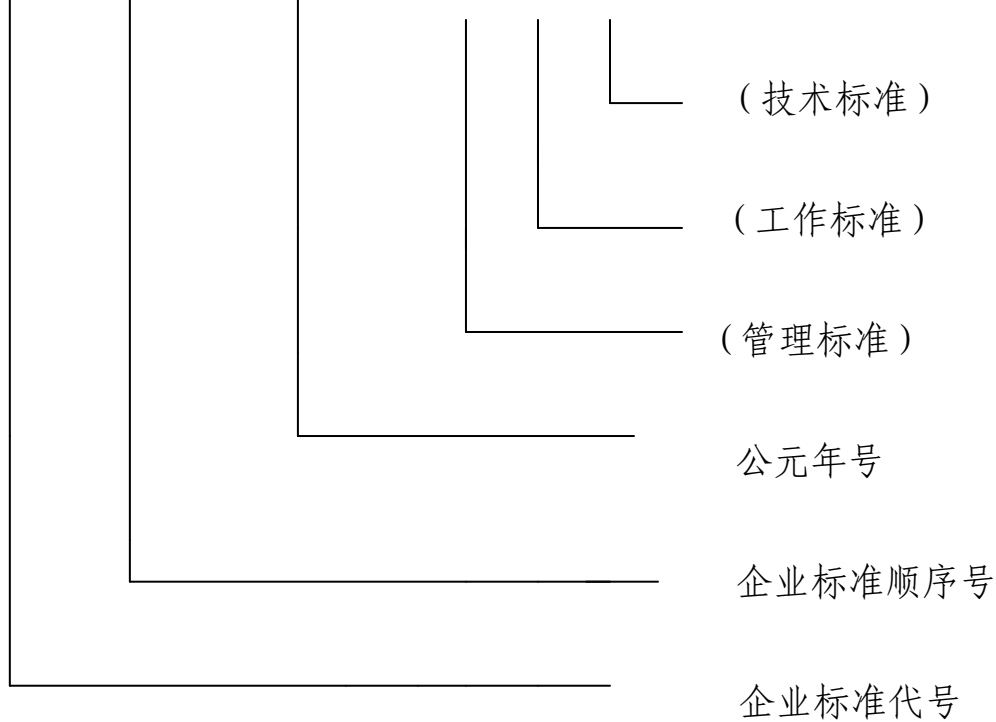 （技术标准）
（工作标准）
（管理标准）
公元年号
企业标准顺序号
企业标准代号